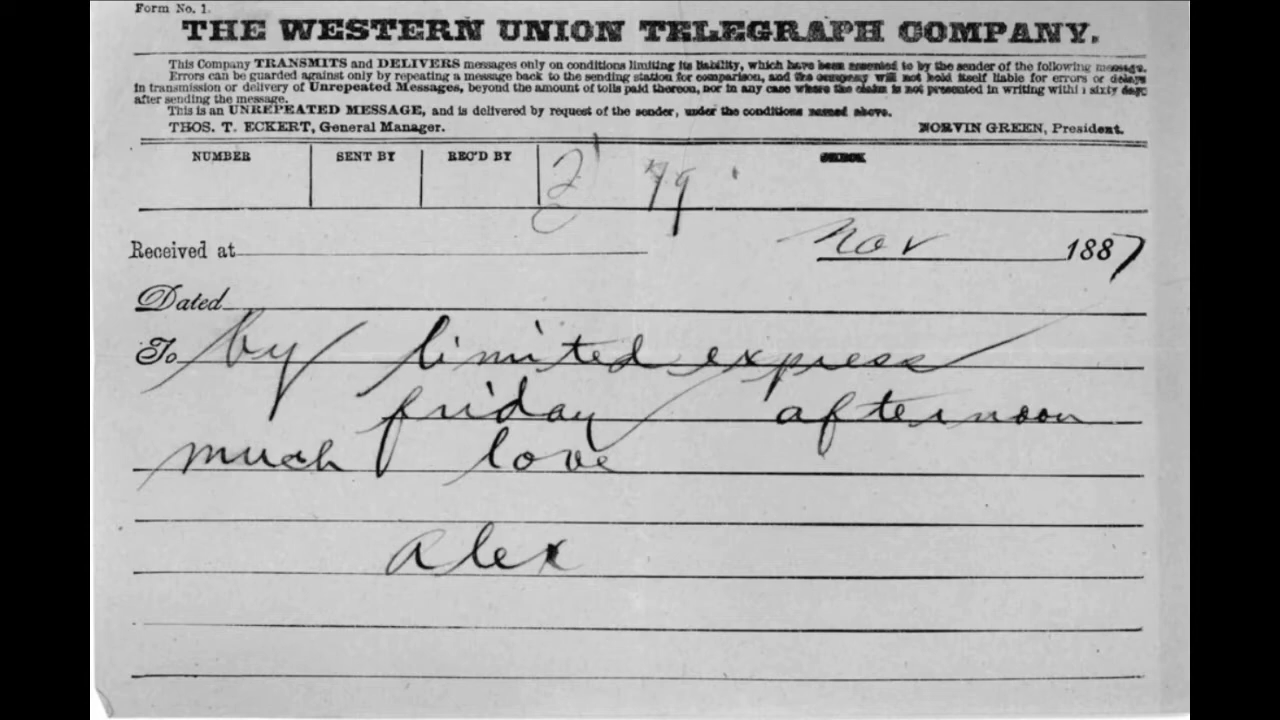 Form No. 1.
THE WESTERN UNION TELEGRAPH COMPANY.
This Company TRANSMITS and DELIVERS messages only on conditions limiting its liability, which have been assented to by the sender of the following message.
Errors can be guarded against only by repeating a message back to the sending station for comparison, and the company will not hold itself liable for errors or delays
in transmission or delivery of Unrepeated Messages, beyond the amount of tolls paid thereon, nor in any case where the claim is not presented in writing within sixty days
after sending the message.
This is an UNREPEATED MESSAGE, and is delivered by request of the sender, under the conditions named above.
THOS. T. ECKERT, General Manager. NORVIN GREEN, President.
NUMBER SENT BY REC'D BY CHECK
Received at Nov 1887
Dated
To by limited express
friday afternoon
much love
Alex